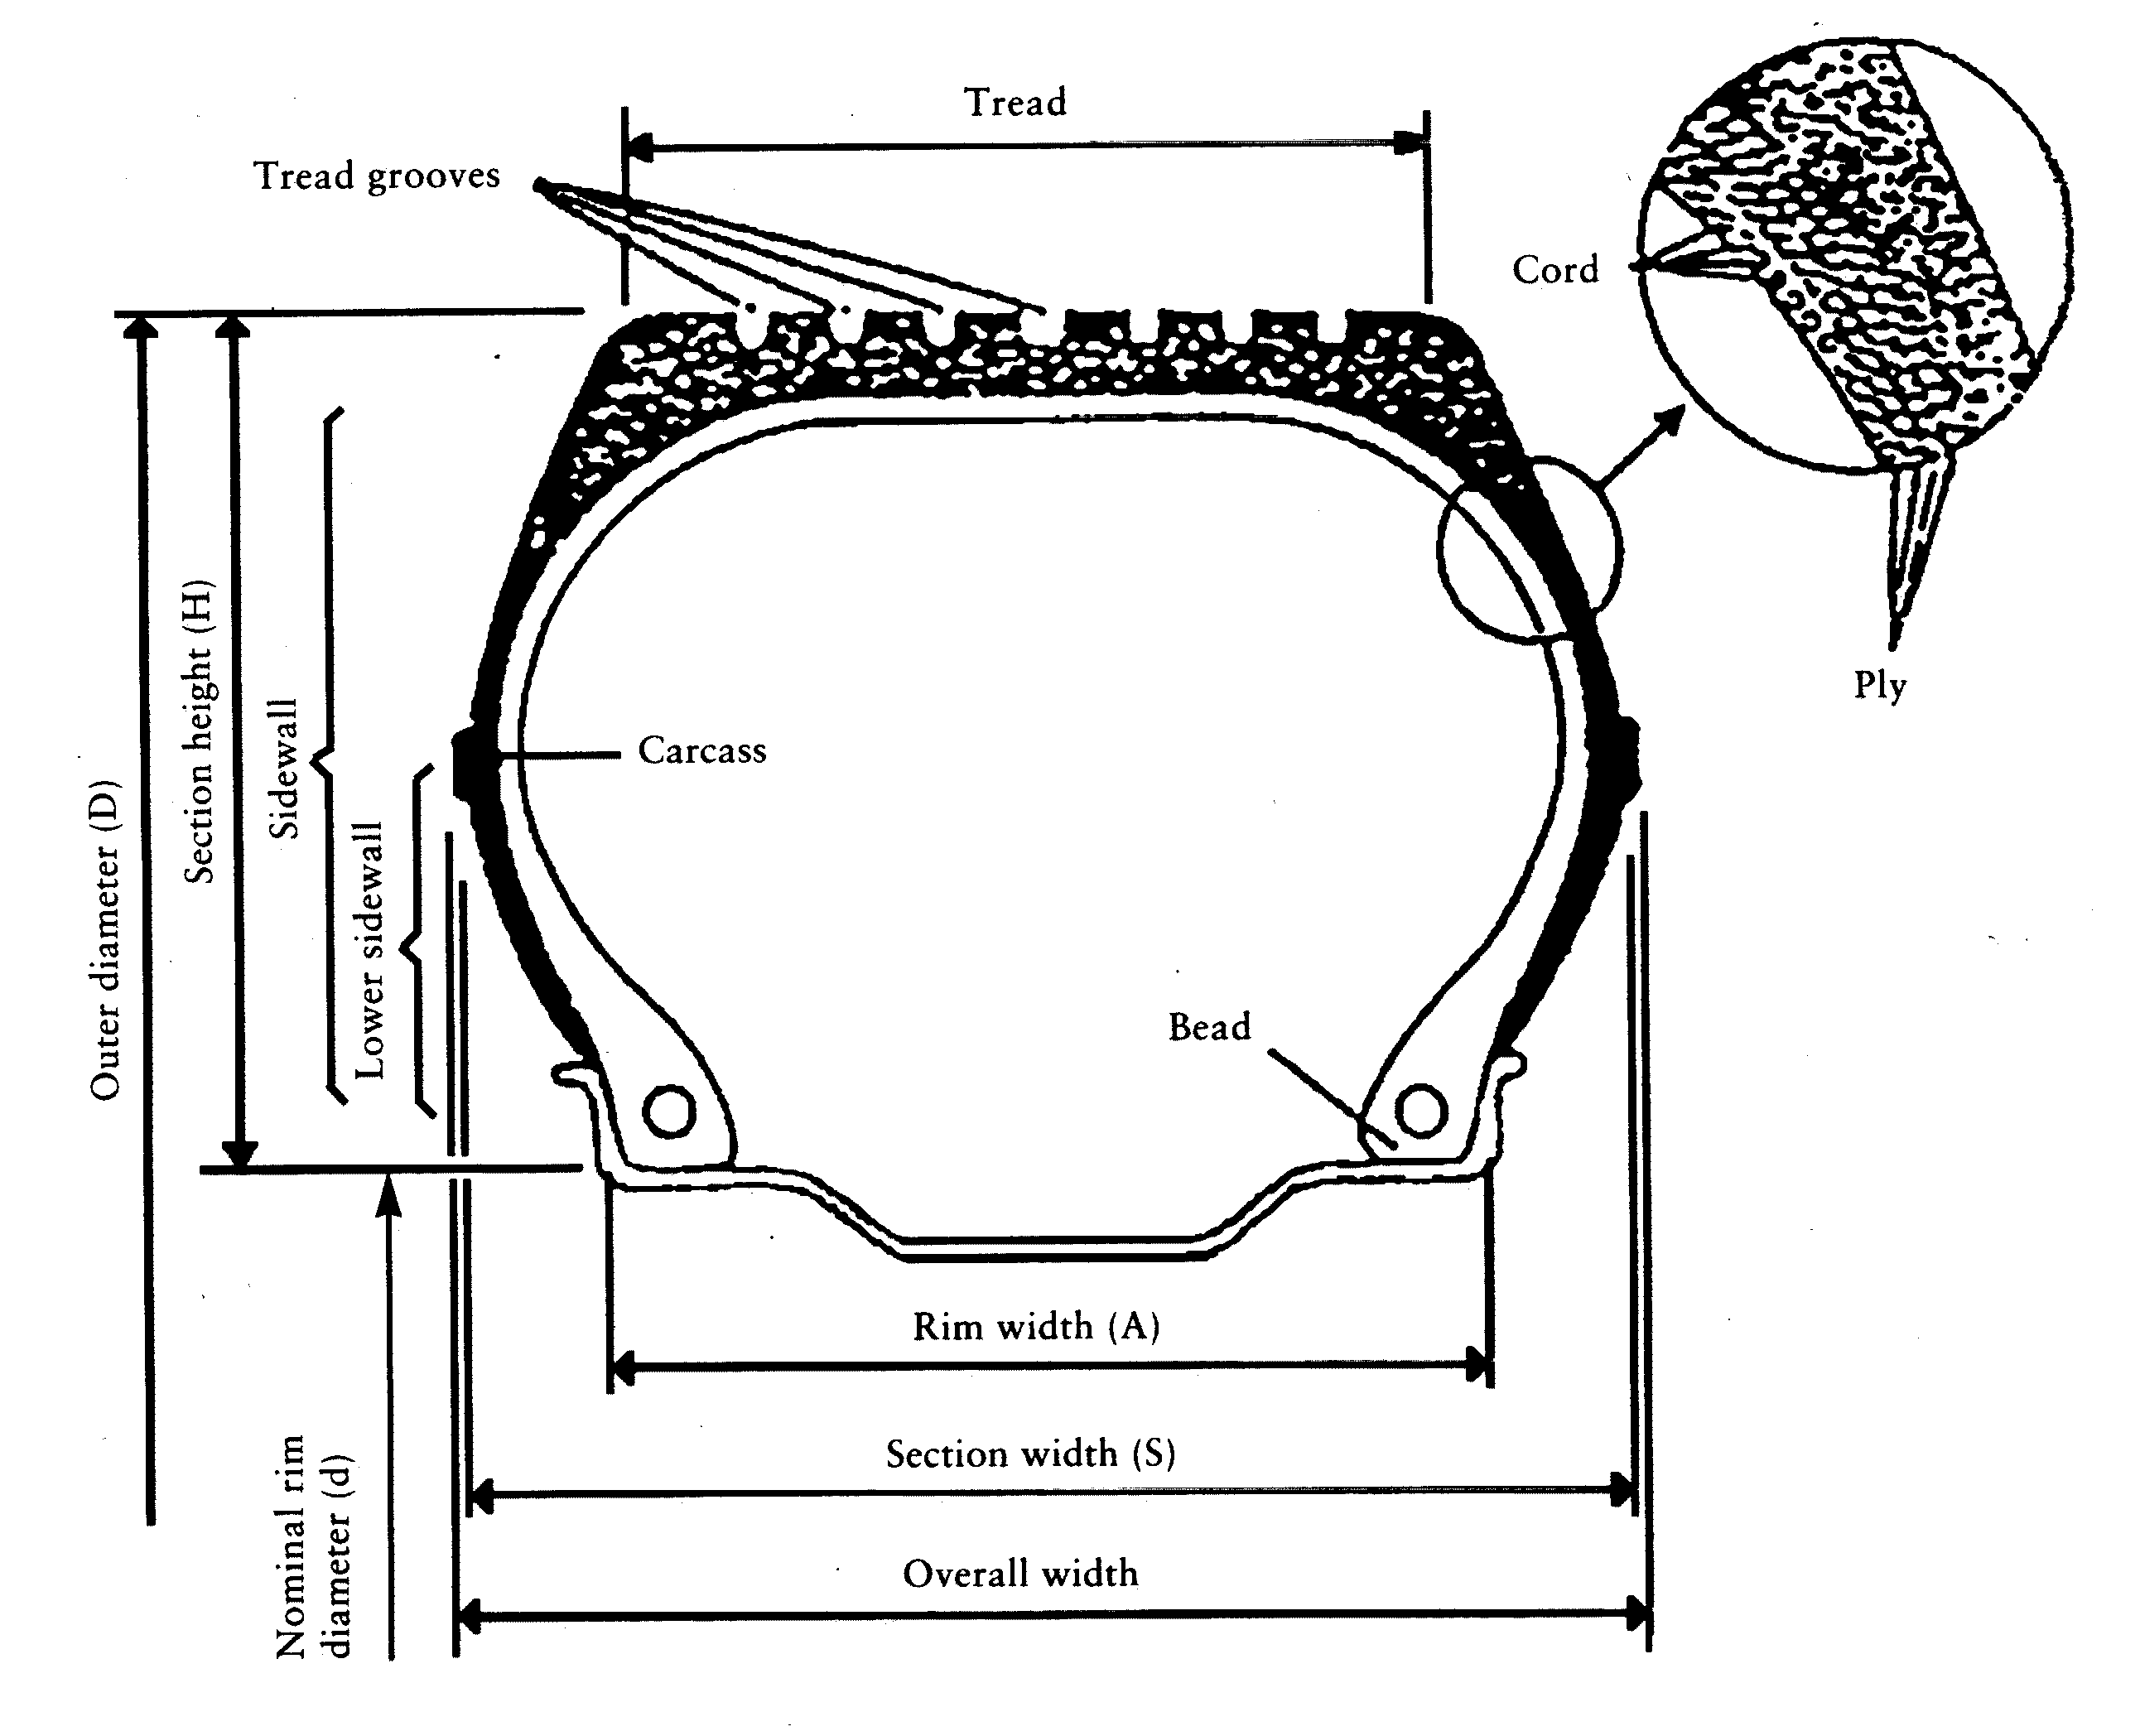 Tread
Tread grooves
Cord
Ply
Carcass
Outer diameter (D)
Section height (H)
Sidewall
Lower sidewall
Bead
Rim width (A)
Section width (S)
Overall width
Nominal rim
diameter (d)